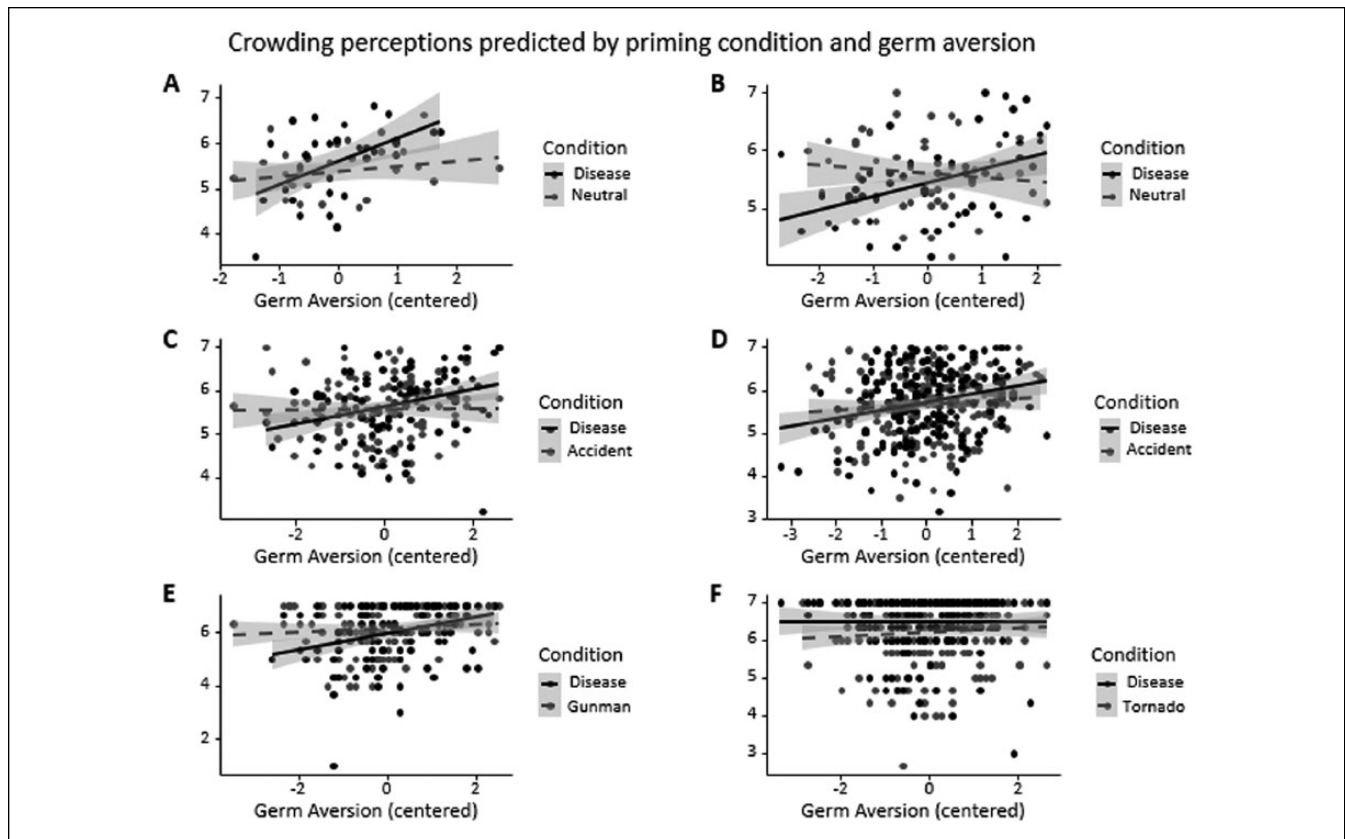 Crowding perceptions predicted by priming condition and germ aversion
A
7
6
5
4
-2
-1
0
1
2
Germ Aversion (centered)
Condition
Disease
Neutral
B
7
6
5
-2
-1
0
1
2
Germ Aversion (centered)
Condition
Disease
Neutral
C
7
6
5
4
-2
0
2
Germ Aversion (centered)
Condition
Disease
Accident
D
7
6
5
4
3
-3
-2
-1
0
1
2
Germ Aversion (centered)
Condition
Disease
Accident
E
6
4
2
-2
0
2
Germ Aversion (centered)
Condition
Disease
Gunman
F
7
6
5
4
3
-2
0
2
Germ Aversion (centered)
Condition
Disease
Tornado